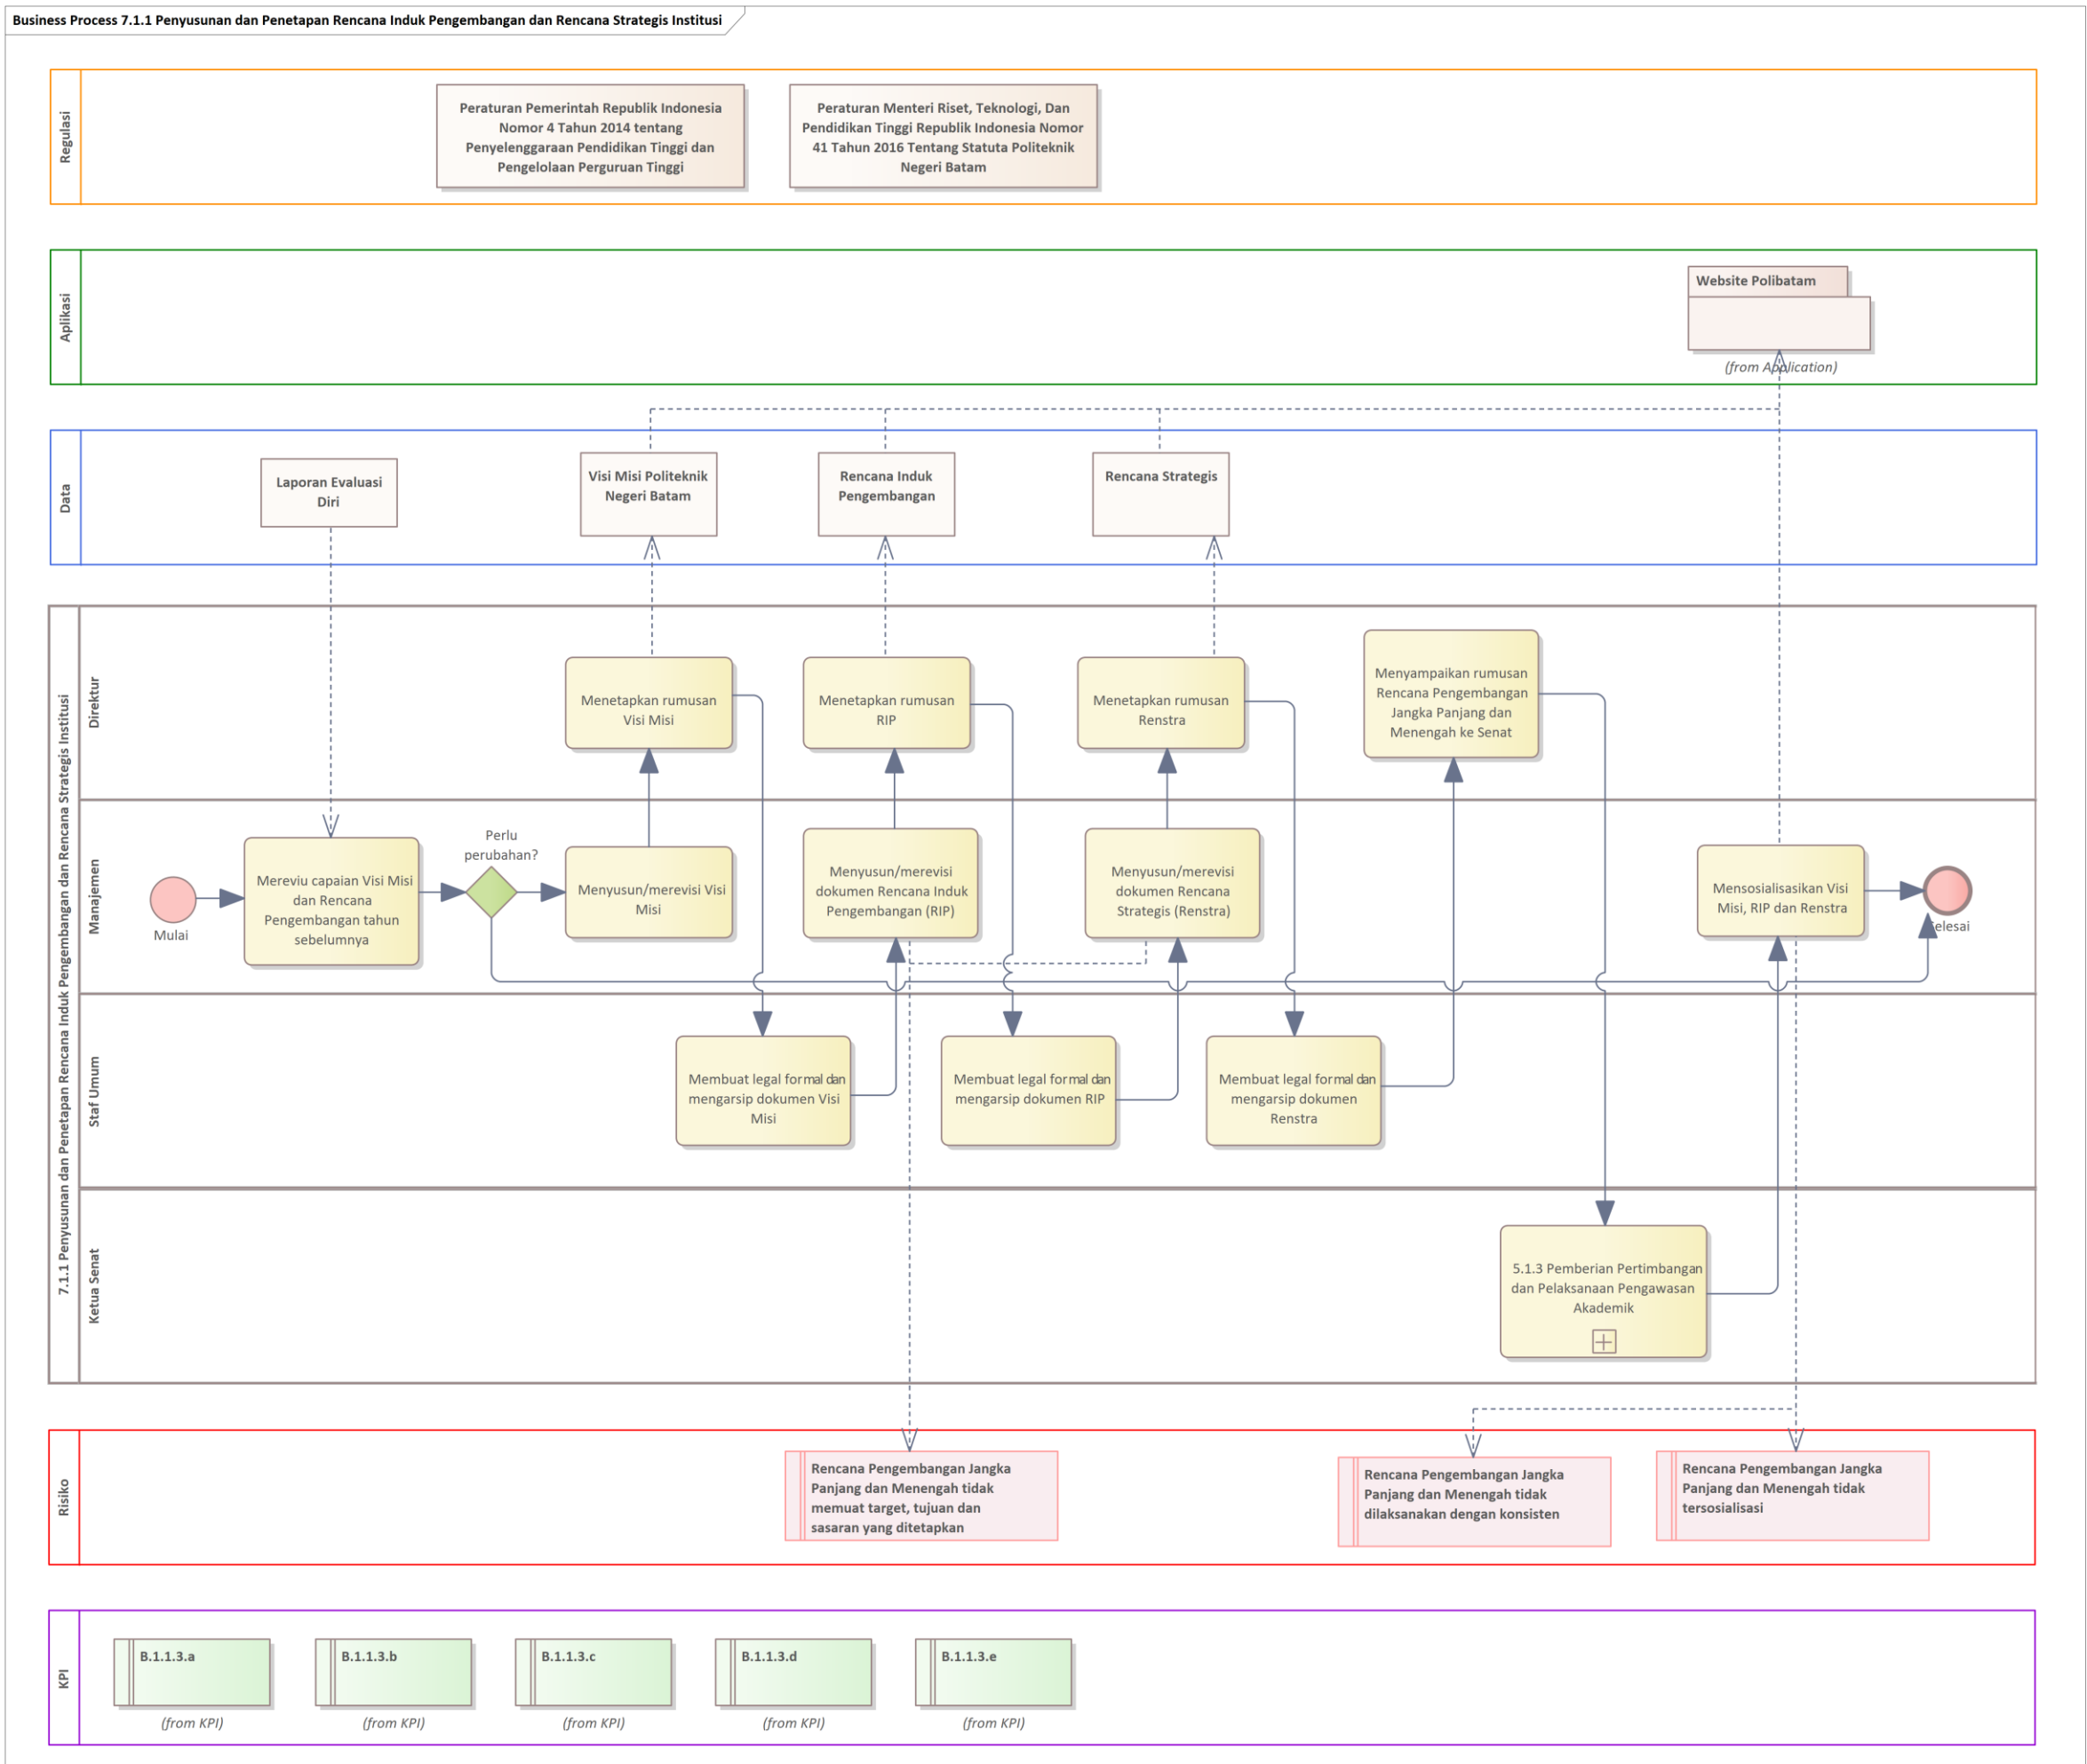 Business Process 7.1.1 Penyusunan dan Penetapan Rencana Induk Pengembangan dan Rencana Strategis Institusi
Regulasi
Peraturan Pemerintah Republik Indonesia
Nomor 4 Tahun 2014 tentang
Penyelenggaraan Pendidikan Tinggi dan
Pengelolaan Perguruan Tinggi
Peraturan Menteri Riset, Teknologi, Dan
Pendidikan Tinggi Republik Indonesia Nomor
41 Tahun 2016 Tentang Statuta Politeknik
Negeri Batam
Aplikasi
Website Polibatam
(from Application)
Data
Laporan Evaluasi
Diri
Visi Misi Politeknik
Negeri Batam
Rencana Induk
Pengembangan
Rencana Strategis
7.1.1 Penyusunan dan Penetapan Rencana Induk Pengembangan dan Rencana Strategis Institusi
Direktur
Menetapkan rumusan
Visi Misi
Menetapkan rumusan
RIP
Menetapkan rumusan
Renstra
Menyampaikan rumusan
Rencana Pengembangan
Jangka Panjang dan
Menengah ke Senat
Manajemen
Mulai
Mereviu capaian Visi Misi
dan Rencana
Pengembangan tahun
sebelumnya
Perlu
perubahan?
Menyusun/merevisi Visi
Misi
Menyusun/merevisi
dokumen Rencana Induk
Pengembangan (RIP)
Menyusun/merevisi
dokumen Rencana
Strategis (Renstra)
Mensosialisasikan Visi
Misi, RIP dan Renstra
Selesai
Staf Umum
Membuat legal formal dan
mengarsip dokumen Visi
Misi
Membuat legal formal dan
mengarsip dokumen RIP
Membuat legal formal dan
mengarsip dokumen
Renstra
Ketua Senat
5.1.3 Pemberian Pertimbangan
dan Pelaksanaan Pengawasan
Akademik
Risiko
Rencana Pengembangan Jangka
Panjang dan Menengah tidak
memuat target, tujuan dan
sasaran yang ditetapkan
Rencana Pengembangan Jangka
Panjang dan Menengah tidak
dilaksanakan dengan konsisten
Rencana Pengembangan Jangka
Panjang dan Menengah tidak
tersosialisasi
KPI
B.1.1.3.a
(from KPI)
B.1.1.3.b
(from KPI)
B.1.1.3.c
(from KPI)
B.1.1.3.d
(from KPI)
B.1.1.3.e
(from KPI)